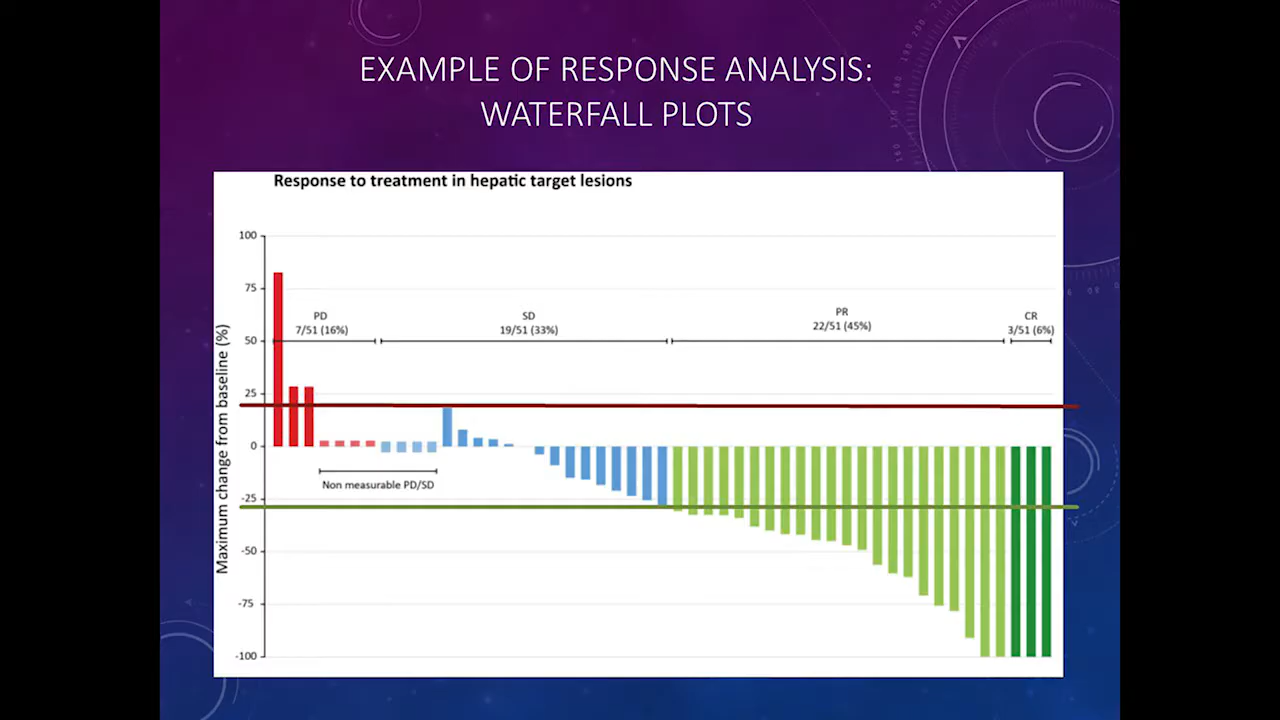 EXAMPLE OF RESPONSE ANALYSIS:
WATERFALL PLOTS
Response to treatment in hepatic target lesions
Maximum change from baseline (%)
100
75
50
25
0
-25
-50
-75
-100
PD
7/51 (16%)
SD
19/51 (33%)
PR
22/51 (45%)
CR
3/51 (6%)
Non measurable PD/SD